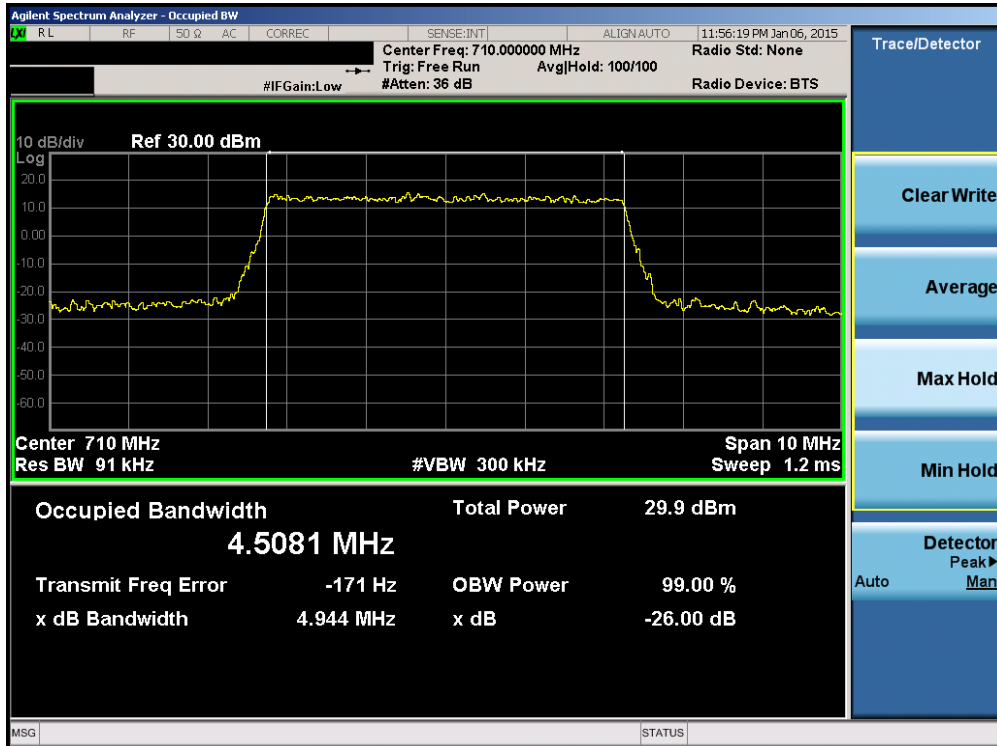 Agilent Spectrum Analyzer - Occupied BW
LXI RL RF 50 Ω AC CORREC SENSE:INT ALIGN AUTO 11:56:19 PM Jan 06, 2015
Center Freq: 710.000000 MHz Radio Std: None
Trig: Free Run Avg|Hold: 100/100
#IFGain:Low #Atten: 36 dB Radio Device: BTS
10 dB/div Ref 30.00 dBm
Log
20.0
10.0
0.00
-10.0
-20.0
-30.0
-40.0
-50.0
-60.0
Center 710 MHz Span 10 MHz
Res BW 91 kHz #VBW 300 kHz Sweep 1.2 ms
Occupied Bandwidth Total Power 29.9 dBm
4.5081 MHz
Transmit Freq Error -171 Hz OBW Power 99.00 %
x dB Bandwidth 4.944 MHz x dB -26.00 dB
Trace/Detector
Clear Write
Average
Max Hold
Min Hold
Detector
Peak▶
Auto Man
MSG STATUS